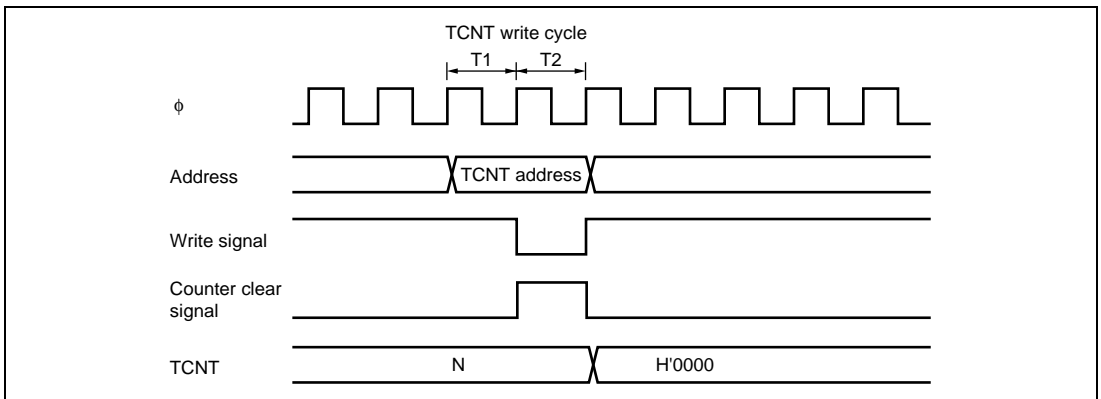 TCNT write cycle
T1 T2
ϕ
Address
TCNT address
Write signal
Counter clear
signal
TCNT
N
H'0000